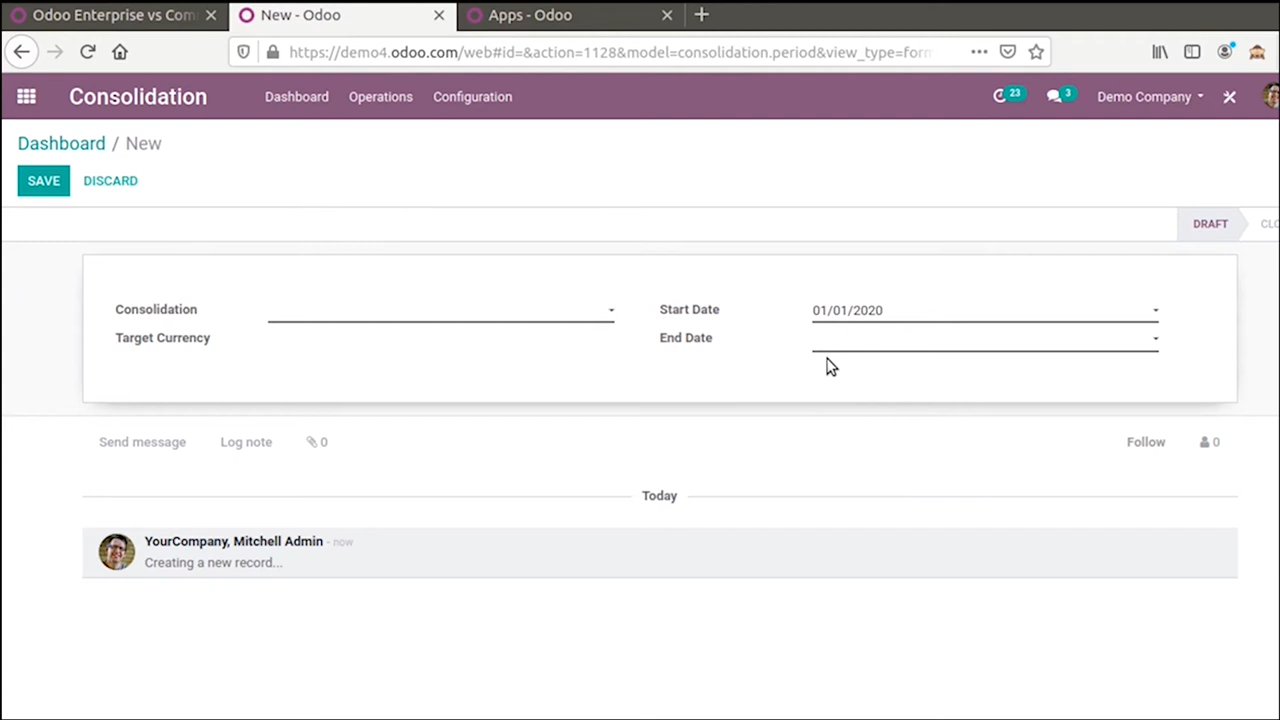 Odoo Enterprise vs Com
New - Odoo
Apps - Odoo
https://demo4.odoo.com/web#id=&action=1128&model=consolidation.period&view_type=form
Consolidation
Dashboard
Operations
Configuration
23
3
Demo Company
Dashboard / New
SAVE
DISCARD
DRAFT
CLO
Consolidation
Start Date
01/01/2020
Target Currency
End Date
Send message
Log note
0
Follow
0
Today
YourCompany, Mitchell Admin - now
Creating a new record...